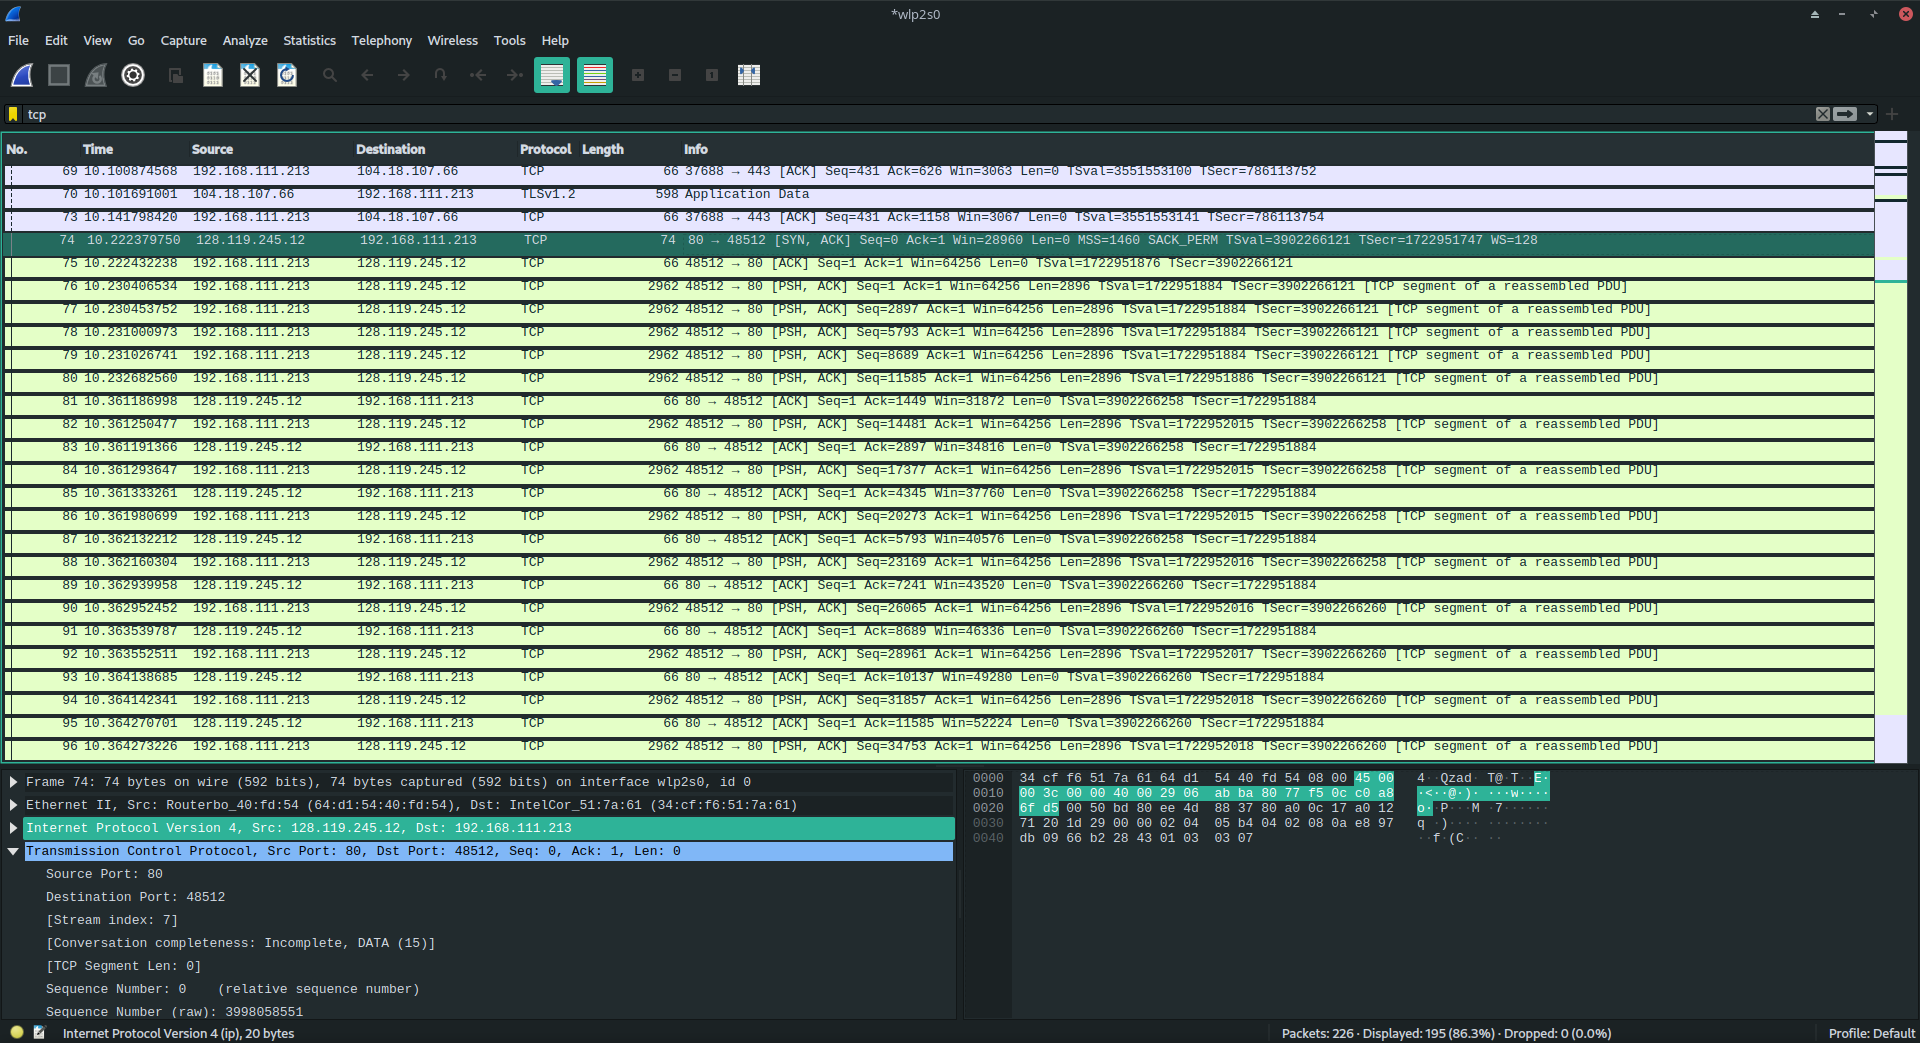 *wlp2s0
File Edit View Go Capture Analyze Statistics Telephony Wireless Tools Help
tcp
No. Time Source Destination Protocol Length Info
69 10.100874568 192.168.111.213 104.18.107.66 TCP 66 37688 → 443 [ACK] Seq=431 Ack=626 Win=3063 Len=0 TSval=3551553100 TSecr=786113752
70 10.101691001 104.18.107.66 192.168.111.213 TLSv1.2 598 Application Data
73 10.141798420 192.168.111.213 104.18.107.66 TCP 66 37688 → 443 [ACK] Seq=431 Ack=1158 Win=3067 Len=0 TSval=3551553141 TSecr=786113754
74 10.222379750 128.119.245.12 192.168.111.213 TCP 74 80 → 48512 [SYN, ACK] Seq=0 Ack=1 Win=28960 Len=0 MSS=1460 SACK_PERM TSval=3902266121 TSecr=1722951747 WS=128
75 10.222432238 192.168.111.213 128.119.245.12 TCP 66 48512 → 80 [ACK] Seq=1 Ack=1 Win=64256 Len=0 TSval=1722951876 TSecr=3902266121
76 10.230406534 192.168.111.213 128.119.245.12 TCP 2962 48512 → 80 [PSH, ACK] Seq=1 Ack=1 Win=64256 Len=2896 TSval=1722951884 TSecr=3902266121 [TCP segment of a reassembled PDU]
77 10.230453752 192.168.111.213 128.119.245.12 TCP 2962 48512 → 80 [PSH, ACK] Seq=2897 Ack=1 Win=64256 Len=2896 TSval=1722951884 TSecr=3902266121 [TCP segment of a reassembled PDU]
78 10.231000973 192.168.111.213 128.119.245.12 TCP 2962 48512 → 80 [PSH, ACK] Seq=5793 Ack=1 Win=64256 Len=2896 TSval=1722951884 TSecr=3902266121 [TCP segment of a reassembled PDU]
79 10.231026741 192.168.111.213 128.119.245.12 TCP 2962 48512 → 80 [PSH, ACK] Seq=8689 Ack=1 Win=64256 Len=2896 TSval=1722951884 TSecr=3902266121 [TCP segment of a reassembled PDU]
80 10.232682560 192.168.111.213 128.119.245.12 TCP 2962 48512 → 80 [PSH, ACK] Seq=11585 Ack=1 Win=64256 Len=2896 TSval=1722951886 TSecr=3902266121 [TCP segment of a reassembled PDU]
81 10.361186998 128.119.245.12 192.168.111.213 TCP 66 80 → 48512 [ACK] Seq=1 Ack=1449 Win=31872 Len=0 TSval=3902266258 TSecr=1722951884
82 10.361250477 192.168.111.213 128.119.245.12 TCP 2962 48512 → 80 [PSH, ACK] Seq=14481 Ack=1 Win=64256 Len=2896 TSval=1722952015 TSecr=3902266258 [TCP segment of a reassembled PDU]
83 10.361191366 128.119.245.12 192.168.111.213 TCP 66 80 → 48512 [ACK] Seq=1 Ack=2897 Win=34816 Len=0 TSval=3902266258 TSecr=1722951884
84 10.361293647 192.168.111.213 128.119.245.12 TCP 2962 48512 → 80 [PSH, ACK] Seq=17377 Ack=1 Win=64256 Len=2896 TSval=1722952015 TSecr=3902266258 [TCP segment of a reassembled PDU]
85 10.361333261 128.119.245.12 192.168.111.213 TCP 66 80 → 48512 [ACK] Seq=1 Ack=4345 Win=37760 Len=0 TSval=3902266258 TSecr=1722951884
86 10.361980699 192.168.111.213 128.119.245.12 TCP 2962 48512 → 80 [PSH, ACK] Seq=20273 Ack=1 Win=64256 Len=2896 TSval=1722952015 TSecr=3902266258 [TCP segment of a reassembled PDU]
87 10.362132212 128.119.245.12 192.168.111.213 TCP 66 80 → 48512 [ACK] Seq=1 Ack=5793 Win=40576 Len=0 TSval=3902266258 TSecr=1722951884
88 10.362160304 192.168.111.213 128.119.245.12 TCP 2962 48512 → 80 [PSH, ACK] Seq=23169 Ack=1 Win=64256 Len=2896 TSval=1722952016 TSecr=3902266258 [TCP segment of a reassembled PDU]
89 10.362939958 128.119.245.12 192.168.111.213 TCP 66 80 → 48512 [ACK] Seq=1 Ack=7241 Win=43520 Len=0 TSval=3902266260 TSecr=1722951884
90 10.362952452 192.168.111.213 128.119.245.12 TCP 2962 48512 → 80 [PSH, ACK] Seq=26065 Ack=1 Win=64256 Len=2896 TSval=1722952016 TSecr=3902266260 [TCP segment of a reassembled PDU]
91 10.363539787 128.119.245.12 192.168.111.213 TCP 66 80 → 48512 [ACK] Seq=1 Ack=8689 Win=46336 Len=0 TSval=3902266260 TSecr=1722951884
92 10.363552511 192.168.111.213 128.119.245.12 TCP 2962 48512 → 80 [PSH, ACK] Seq=28961 Ack=1 Win=64256 Len=2896 TSval=1722952017 TSecr=3902266260 [TCP segment of a reassembled PDU]
93 10.364138685 128.119.245.12 192.168.111.213 TCP 66 80 → 48512 [ACK] Seq=1 Ack=10137 Win=49280 Len=0 TSval=3902266260 TSecr=1722951884
94 10.364142341 192.168.111.213 128.119.245.12 TCP 2962 48512 → 80 [PSH, ACK] Seq=31857 Ack=1 Win=64256 Len=2896 TSval=1722952018 TSecr=3902266260 [TCP segment of a reassembled PDU]
95 10.364270701 128.119.245.12 192.168.111.213 TCP 66 80 → 48512 [ACK] Seq=1 Ack=11585 Win=52224 Len=0 TSval=3902266260 TSecr=1722951884
96 10.364273226 192.168.111.213 128.119.245.12 TCP 2962 48512 → 80 [PSH, ACK] Seq=34753 Ack=1 Win=64256 Len=2896 TSval=1722952018 TSecr=3902266260 [TCP segment of a reassembled PDU]
Frame 74: 74 bytes on wire (592 bits), 74 bytes captured (592 bits) on interface wlp2s0, id 0
Ethernet II, Src: Routerbo_40:fd:54 (64:d1:54:40:fd:54), Dst: IntelCor_51:7a:61 (34:cf:f6:51:7a:61)
Internet Protocol Version 4, Src: 128.119.245.12, Dst: 192.168.111.213
Transmission Control Protocol, Src Port: 80, Dst Port: 48512, Seq: 0, Ack: 1, Len: 0
Source Port: 80
Destination Port: 48512
[Stream index: 7]
[Conversation completeness: Incomplete, DATA (15)]
[TCP Segment Len: 0]
Sequence Number: 0 (relative sequence number)
Sequence Number (raw): 3998058551
0000 34 cf f6 51 7a 61 64 d1 54 40 fd 54 08 00 45 00 4··Qzad· T@·T··E·
0010 00 3c 00 00 40 00 29 06 ab ba 80 77 f5 0c c0 a8 ·<··@·)· ···w····
0020 6f d5 00 50 bd 80 ee 4d 88 37 80 a0 0c 17 a0 12 o··P···M ·7······
0030 71 20 1d 29 00 00 02 04 05 b4 04 02 08 0a e8 97 q ·)···· ········
0040 db 09 66 b2 28 43 01 03 03 07 ··f·(C·· ··
Internet Protocol Version 4 (ip), 20 bytes
Packets: 226 · Displayed: 195 (86.3%) · Dropped: 0 (0.0%)
Profile: Default